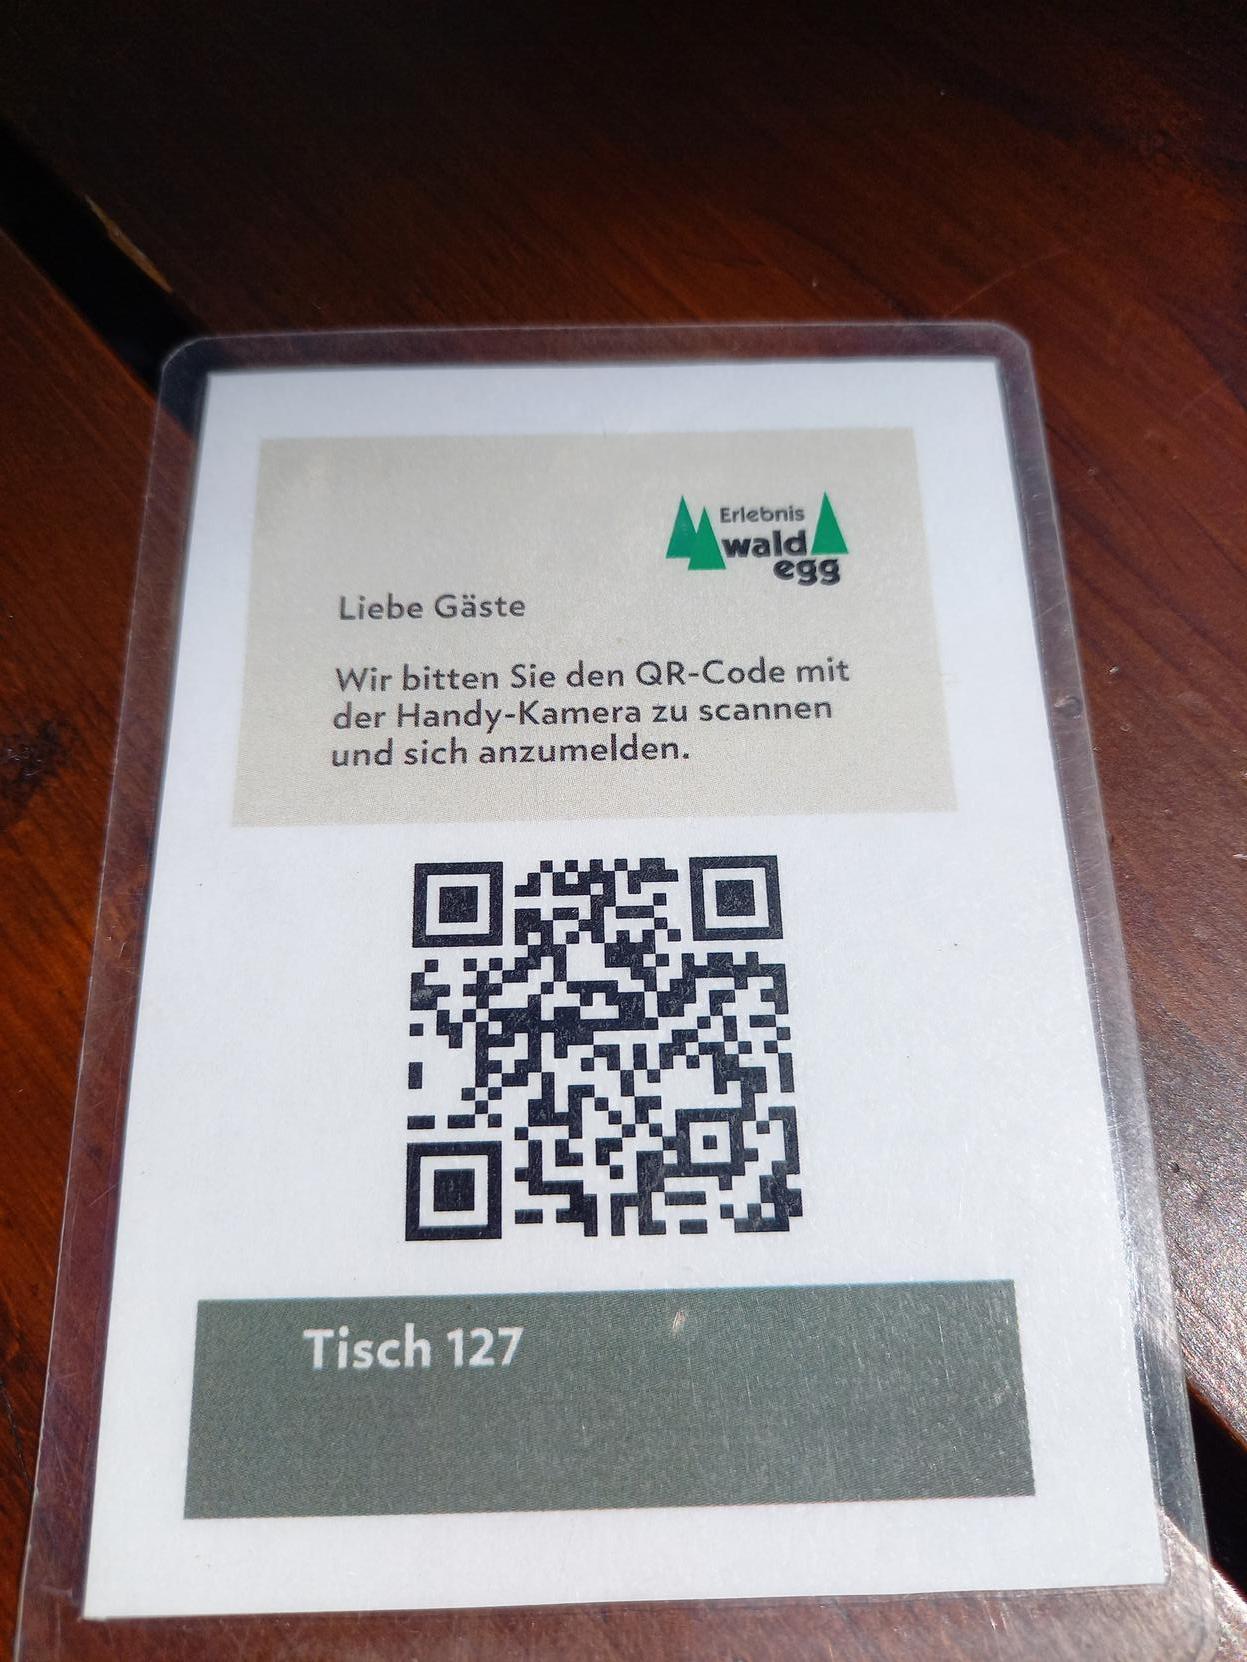 Erlebnis
wald
egg
Liebe Gäste
Wir bitten Sie den QR-Code mit
der Handy-Kamera zu scannen
und sich anzumelden.
Tisch 127